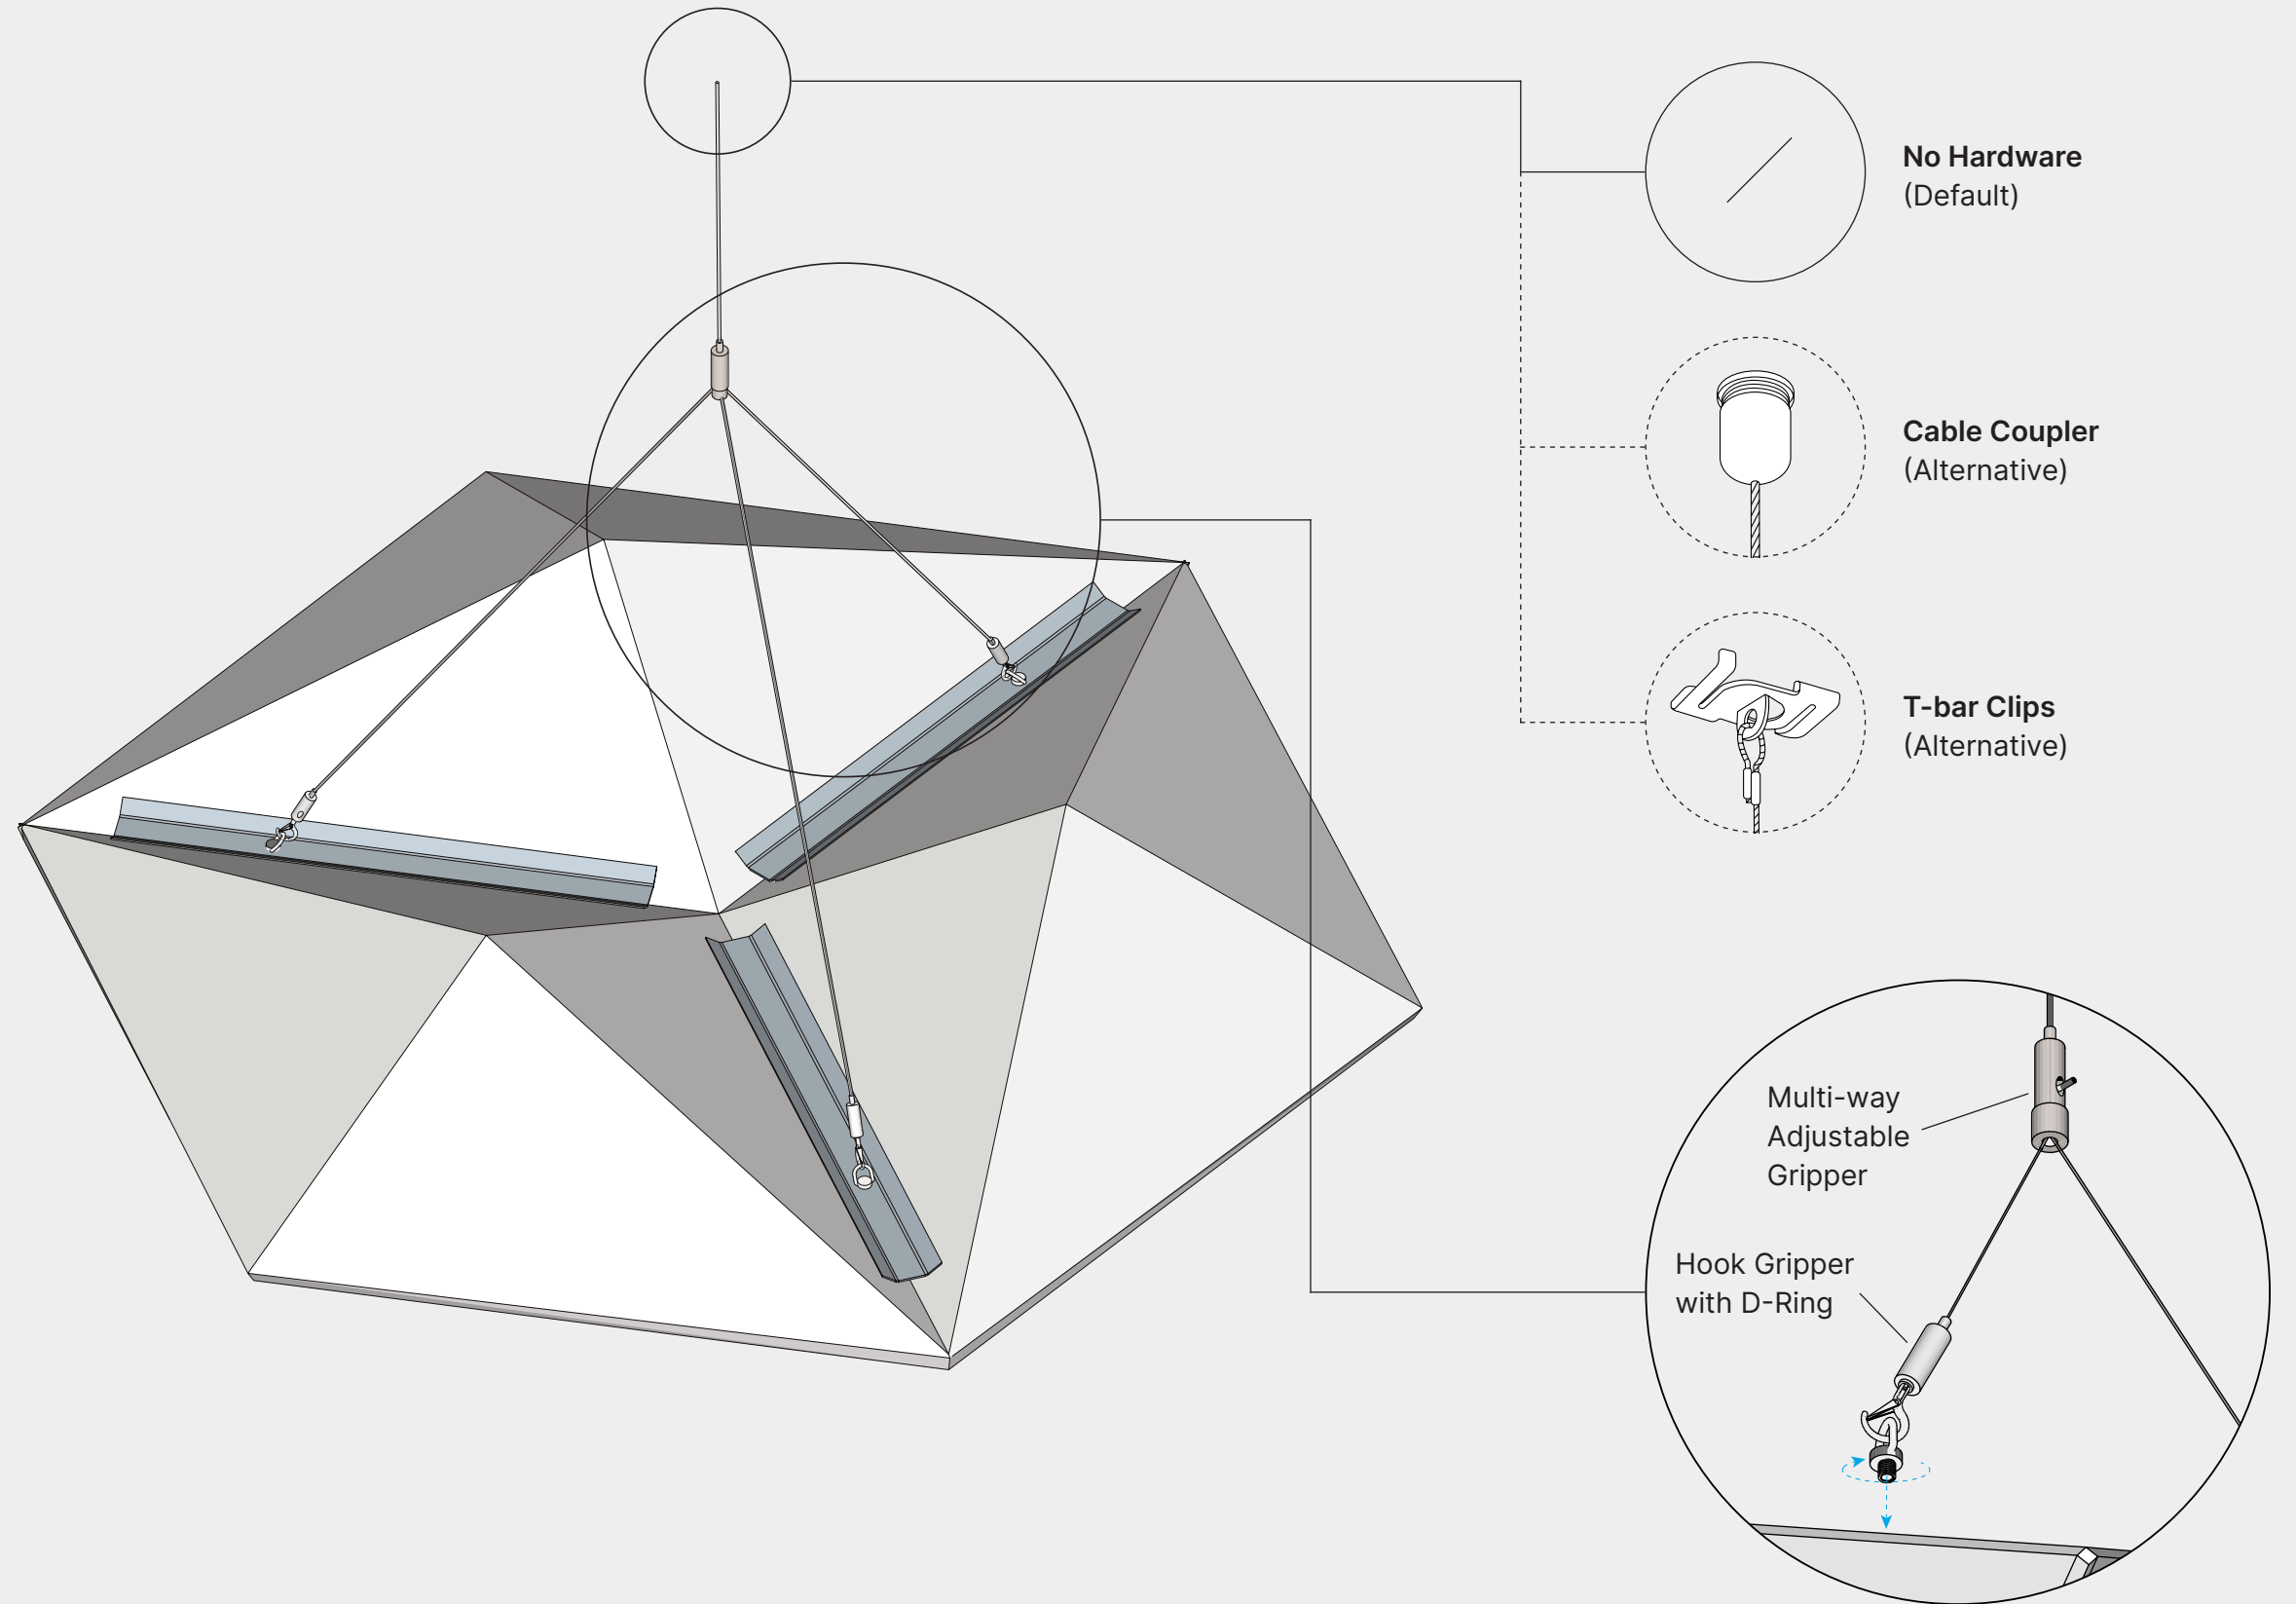 No Hardware
(Default)
Cable Coupler
(Alternative)
T-bar Clips
(Alternative)
Multi-way
Adjustable
Gripper
Hook Gripper
with D-Ring